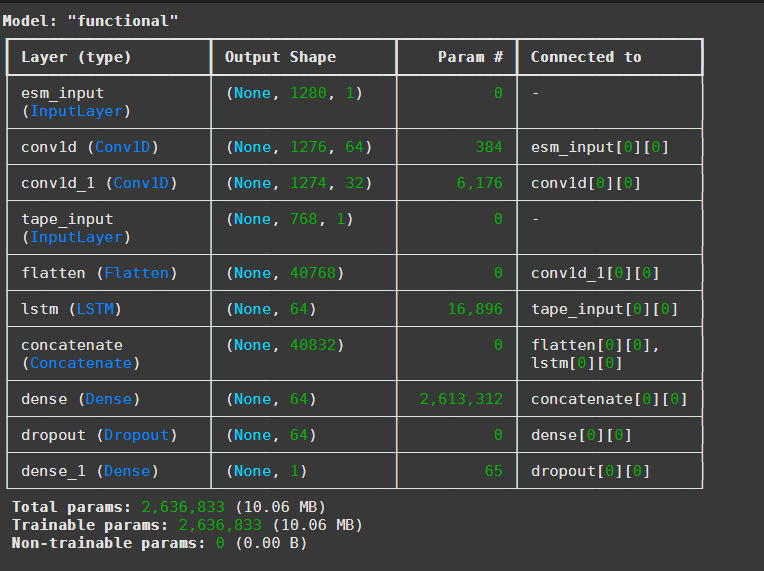 Model: "functional"
Layer (type) Output Shape Param # Connected to
esm_input (None, 1280, 1) 0 -
(InputLayer)
conv1d (Conv1D) (None, 1276, 64) 384 esm_input[0][0]
conv1d_1 (Conv1D) (None, 1274, 32) 6,176 conv1d[0][0]
tape_input (None, 768, 1) 0 -
(InputLayer)
flatten (Flatten) (None, 40768) 0 conv1d_1[0][0]
lstm (LSTM) (None, 64) 16,896 tape_input[0][0]
concatenate (None, 40832) 0 flatten[0][0],
(Concatenate) lstm[0][0]
dense (Dense) (None, 64) 2,613,312 concatenate[0][0]
dropout (Dropout) (None, 64) 0 dense[0][0]
dense_1 (Dense) (None, 1) 65 dropout[0][0]
Total params: 2,636,833 (10.06 MB)
Trainable params: 2,636,833 (10.06 MB)
Non-trainable params: 0 (0.00 B)